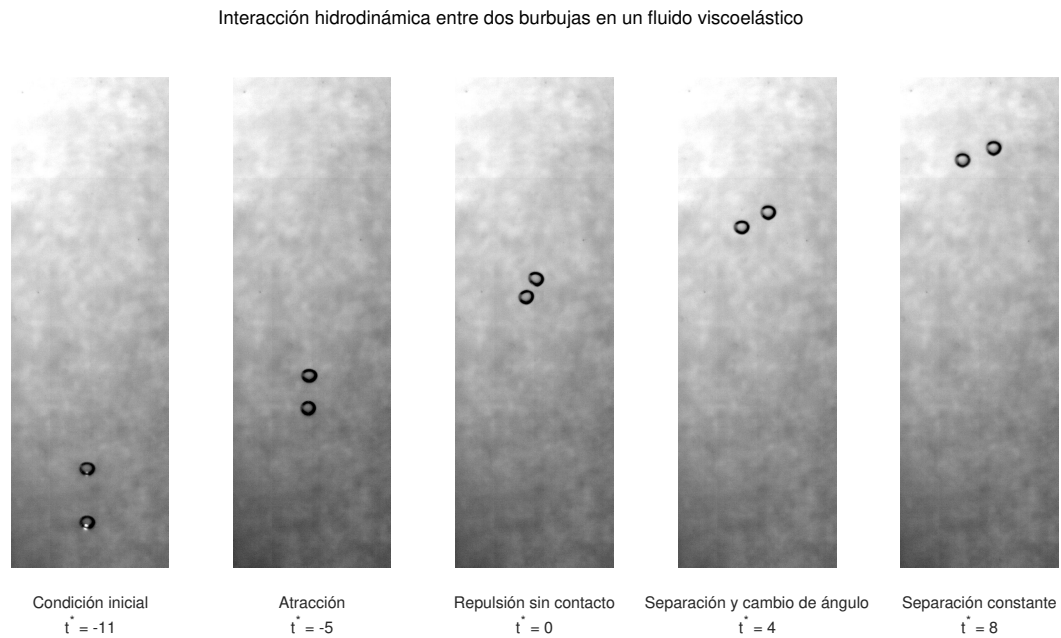 Interacción hidrodinámica entre dos burbujas en un fluido viscoelástico
Condición inicial
t* = -11
Atracción
t* = -5
Repulsión sin contacto
t* = 0
Separación y cambio de ángulo
t* = 4
Separación constante
t* = 8